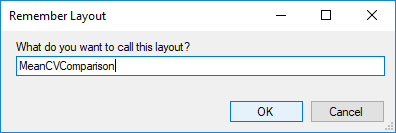 Remember Layout
What do you want to call this layout?
MeanCVComparison
OK
Cancel